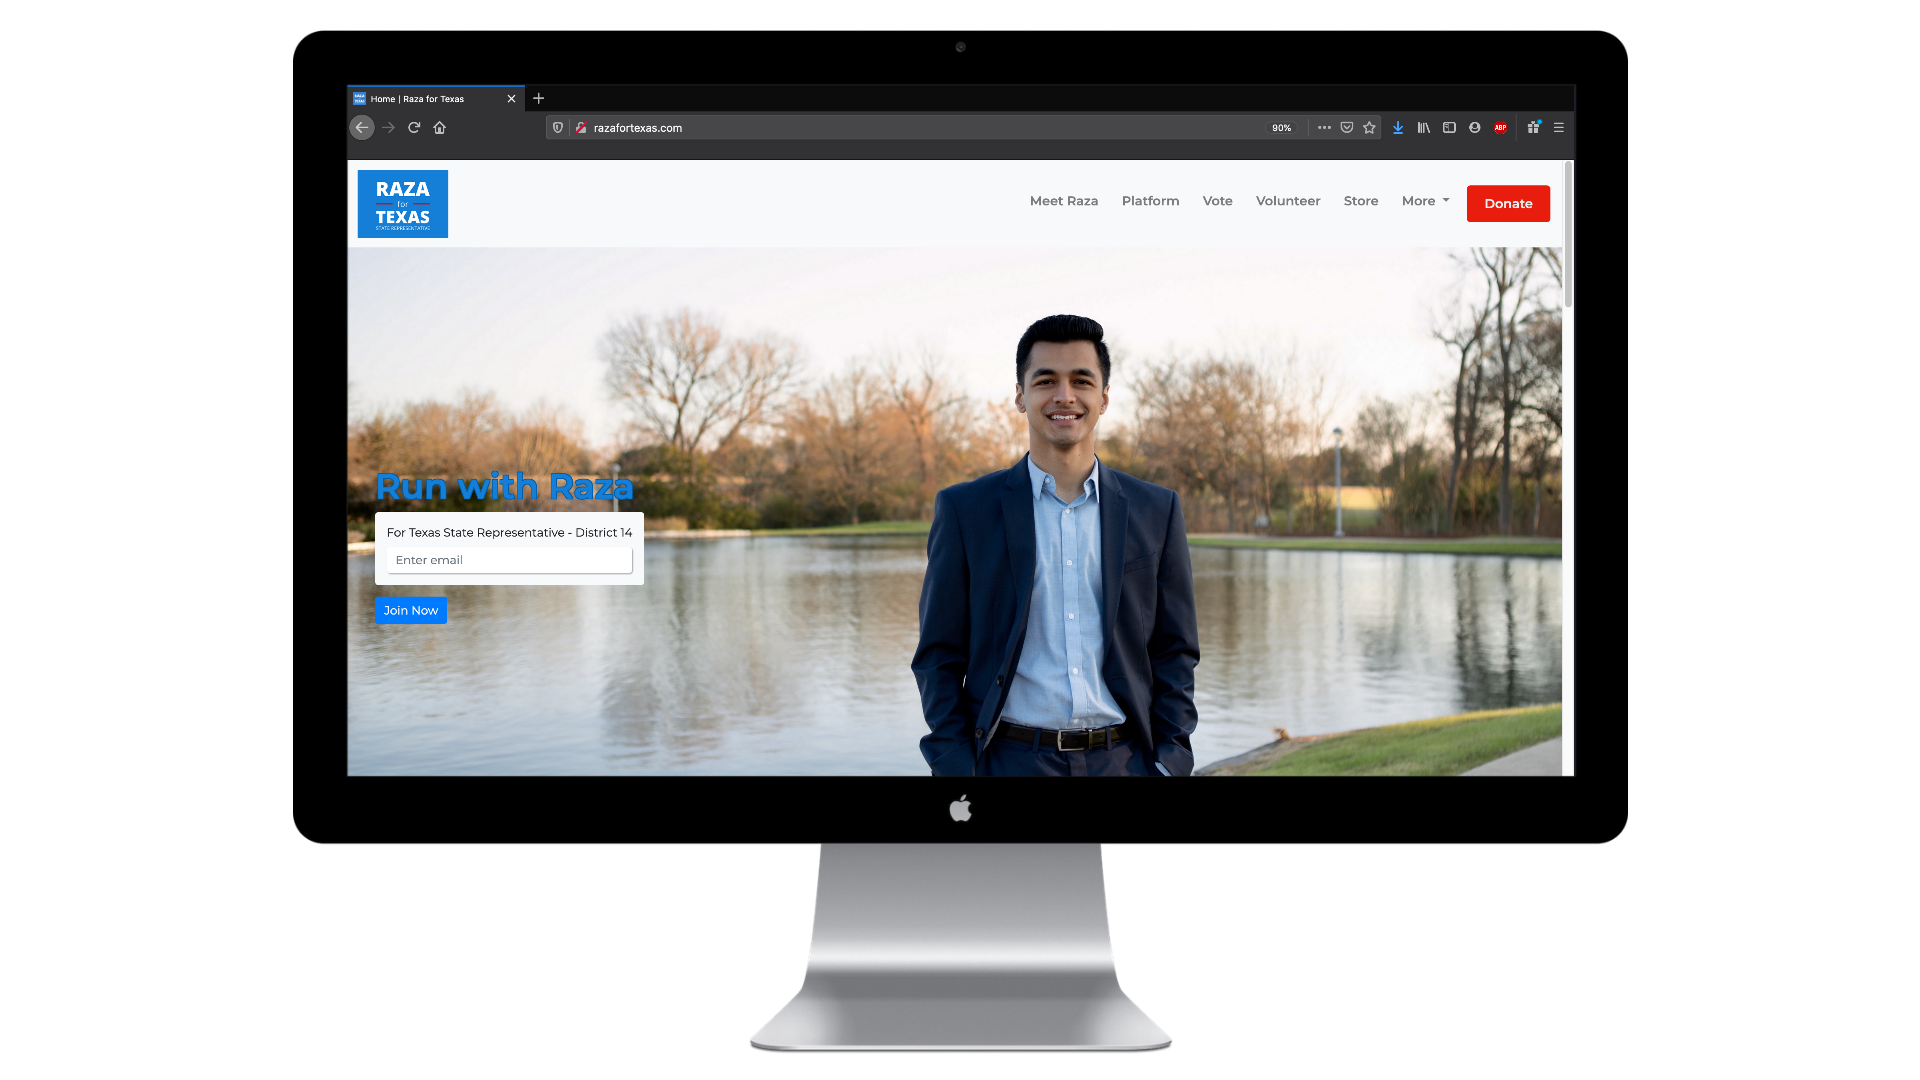 Home | Raza for Texas
razafortexas.com
90%
ABP
RAZA
for
TEXAS
STATE REPRESENTATIVE
Meet Raza Platform Vote Volunteer Store More Donate
Run with Raza
For Texas State Representative - District 14
Enter email
Join Now